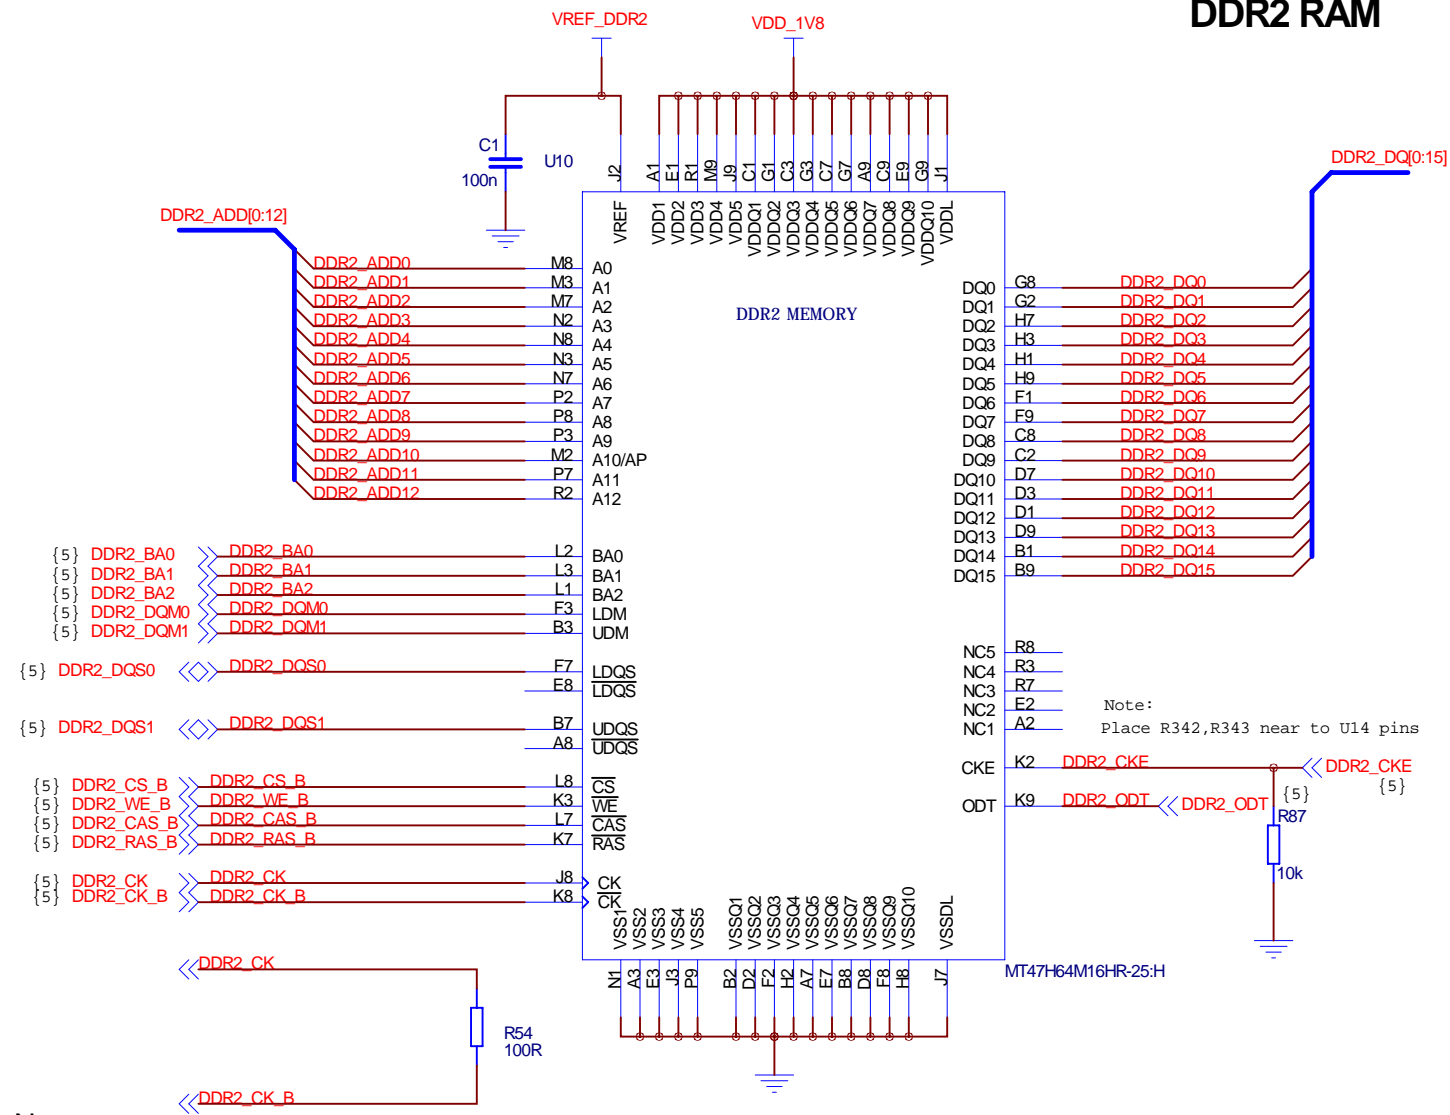 DDR2 RAM
VREF_DDR2
VDD_1V8
C1
100n
U10
J2
A1
E1
R1
M9
J9
C1
G1
C3
G3
C7
G7
A9
C9
E9
G9
J1
DDR2_DQ[0:15]
DDR2_ADD[0:12]
VREF
VDD1
VDD2
VDD3
VDD4
VDD5
VDDQ1
VDDQ2
VDDQ3
VDDQ4
VDDQ5
VDDQ6
VDDQ7
VDDQ8
VDDQ9
VDDQ10
VDDL
DDR2 MEMORY
DDR2_ADD0 M8 A0
DDR2_ADD1 M3 A1
DDR2_ADD2 M7 A2
DDR2_ADD3 N2 A3
DDR2_ADD4 N8 A4
DDR2_ADD5 N3 A5
DDR2_ADD6 N7 A6
DDR2_ADD7 P2 A7
DDR2_ADD8 P8 A8
DDR2_ADD9 P3 A9
DDR2_ADD10 M2 A10/AP
DDR2_ADD11 P7 A11
DDR2_ADD12 R2 A12
DQ0 G8 DDR2_DQ0
DQ1 G2 DDR2_DQ1
DQ2 H7 DDR2_DQ2
DQ3 H3 DDR2_DQ3
DQ4 H1 DDR2_DQ4
DQ5 H9 DDR2_DQ5
DQ6 F1 DDR2_DQ6
DQ7 F9 DDR2_DQ7
DQ8 C8 DDR2_DQ8
DQ9 C2 DDR2_DQ9
DQ10 D7 DDR2_DQ10
DQ11 D3 DDR2_DQ11
DQ12 D1 DDR2_DQ12
DQ13 D9 DDR2_DQ13
DQ14 B1 DDR2_DQ14
DQ15 B9 DDR2_DQ15
{5} DDR2_BA0 DDR2_BA0 L2 BA0
{5} DDR2_BA1 DDR2_BA1 L3 BA1
{5} DDR2_BA2 DDR2_BA2 L1 BA2
{5} DDR2_DQM0 DDR2_DQM0 F3 LDM
{5} DDR2_DQM1 DDR2_DQM1 B3 UDM
{5} DDR2_DQS0 DDR2_DQS0 F7 LDQS
E8 LDQS
{5} DDR2_DQS1 DDR2_DQS1 B7 UDQS
A8 UDQS
{5} DDR2_CS_B DDR2_CS_B L8 CS
{5} DDR2_WE_B DDR2_WE_B K3 WE
{5} DDR2_CAS_B DDR2_CAS_B L7 CAS
{5} DDR2_RAS_B DDR2_RAS_B K7 RAS
{5} DDR2_CK DDR2_CK J8 CK
{5} DDR2_CK_B DDR2_CK_B K8 CK
NC5 R8
NC4 R3
NC3 R7
NC2 E2
NC1 A2
Note:
Place R342,R343 near to U14 pins
CKE K2 DDR2_CKE DDR2_CKE
{5}
ODT K9 DDR2_ODT DDR2_ODT {5}
R87
10k
VSS1
VSS2
VSS3
VSS4
VSS5
VSSQ1
VSSQ2
VSSQ3
VSSQ4
VSSQ5
VSSQ6
VSSQ7
VSSQ8
VSSQ9
VSSQ10
VSSDL
N1
A3
E3
J3
P9
B2
D2
F2
H2
A7
E7
B8
D8
F8
H8
J7
MT47H64M16HR-25:H
DDR2_CK
R54
100R
DDR2_CK_B